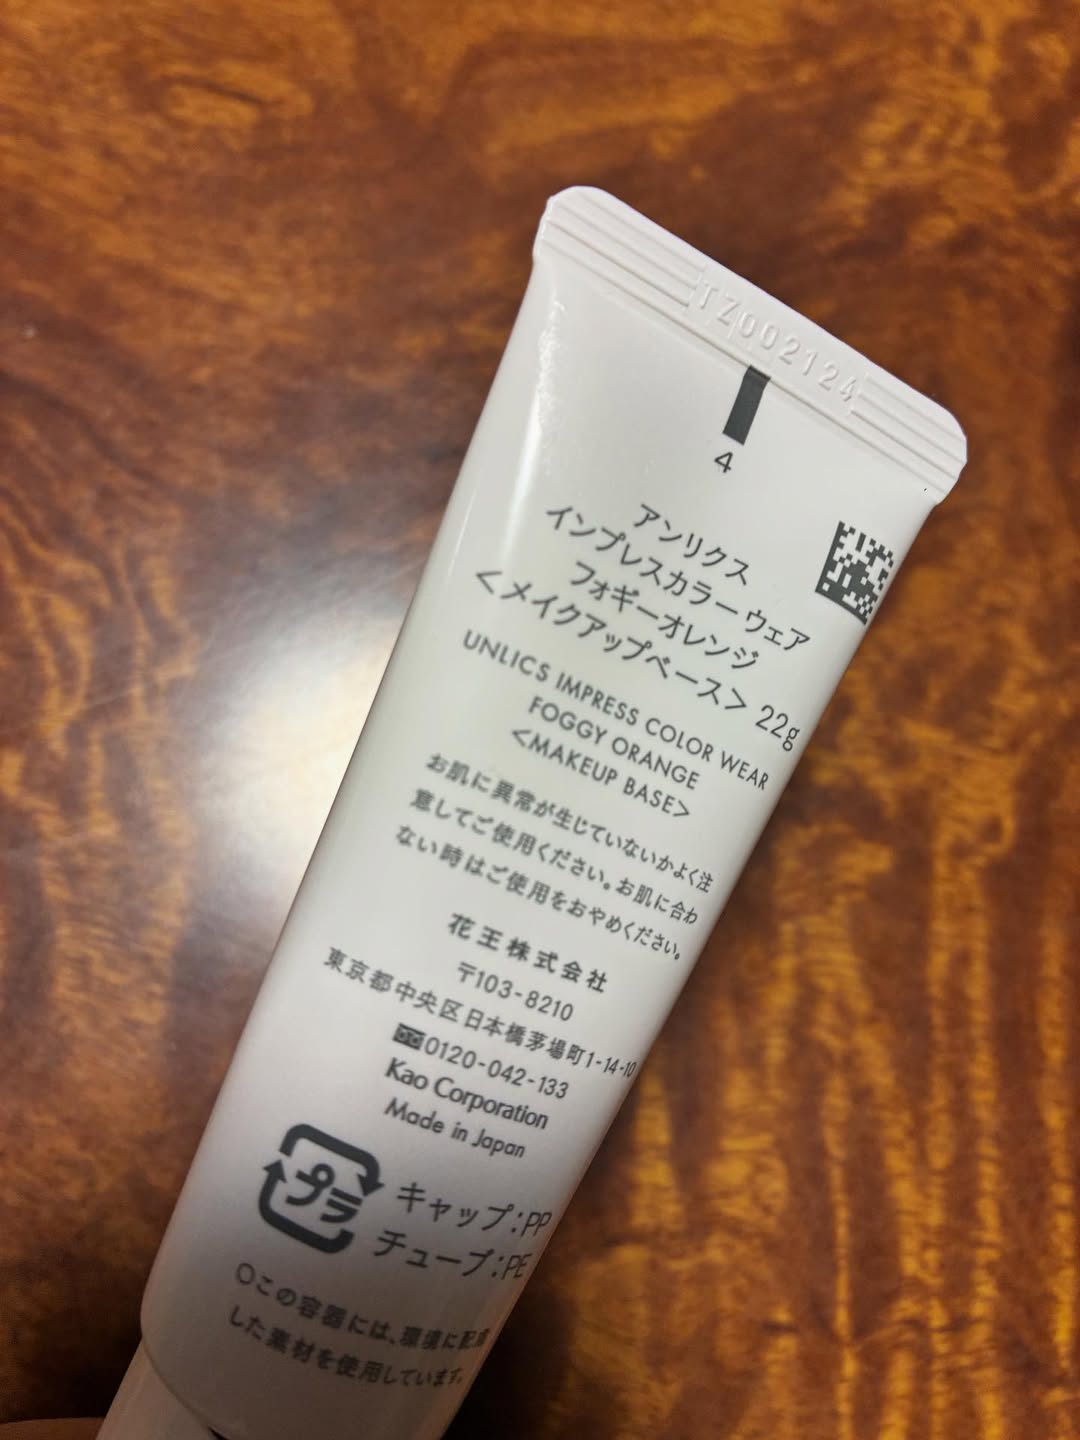 TZ002124
4
アンリクス
インプレスカラーウェア
フォギーオレンジ
<メイクアップベース> 22g
UNLICS IMPRESS COLOR WEAR
FOGGY ORANGE
<MAKEUP BASE>
お肌に異常が生じていないかよく注
意してご使用ください。お肌に合わ
ない時はご使用をおやめください。
花王株式会社
〒103-8210
東京都中央区日本橋茅場町1-14-10
0120-042-133
Kao Corporation
Made in Japan
プラ
キャップ:PP
チューブ:PE
○この容器には、環境に配慮
した素材を使用しています。